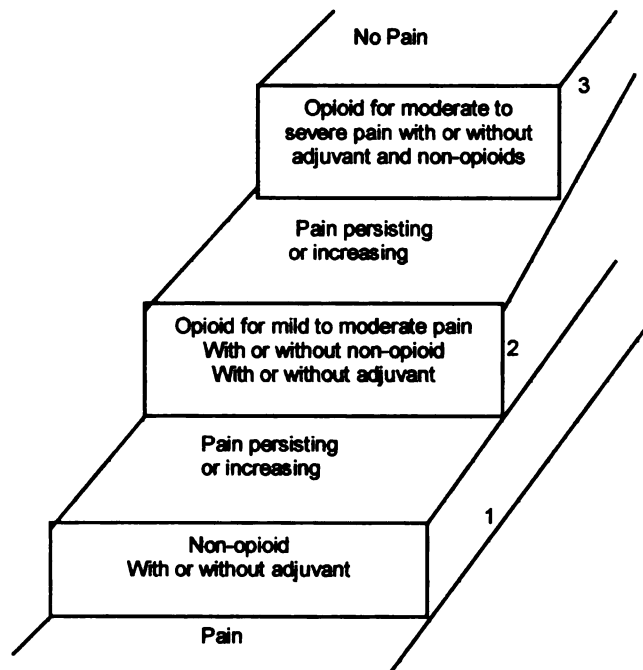 No Pain
3
Opioid for moderate to
severe pain with or without
adjuvant and non-opioids
Pain persisting
or increasing
Opioid for mild to moderate pain
With or without non-opioid
With or without adjuvant
2
Pain persisting
or increasing
1
Non-opioid
With or without adjuvant
Pain